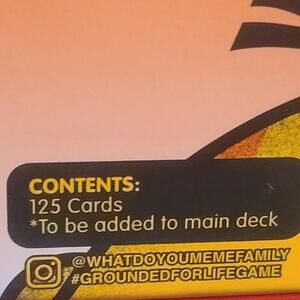 CONTENTS:
125 Cards
*To be added to main deck
@WHATDOYOUMEMEFAMILY
#GROUNDEDFORLIFEGAME